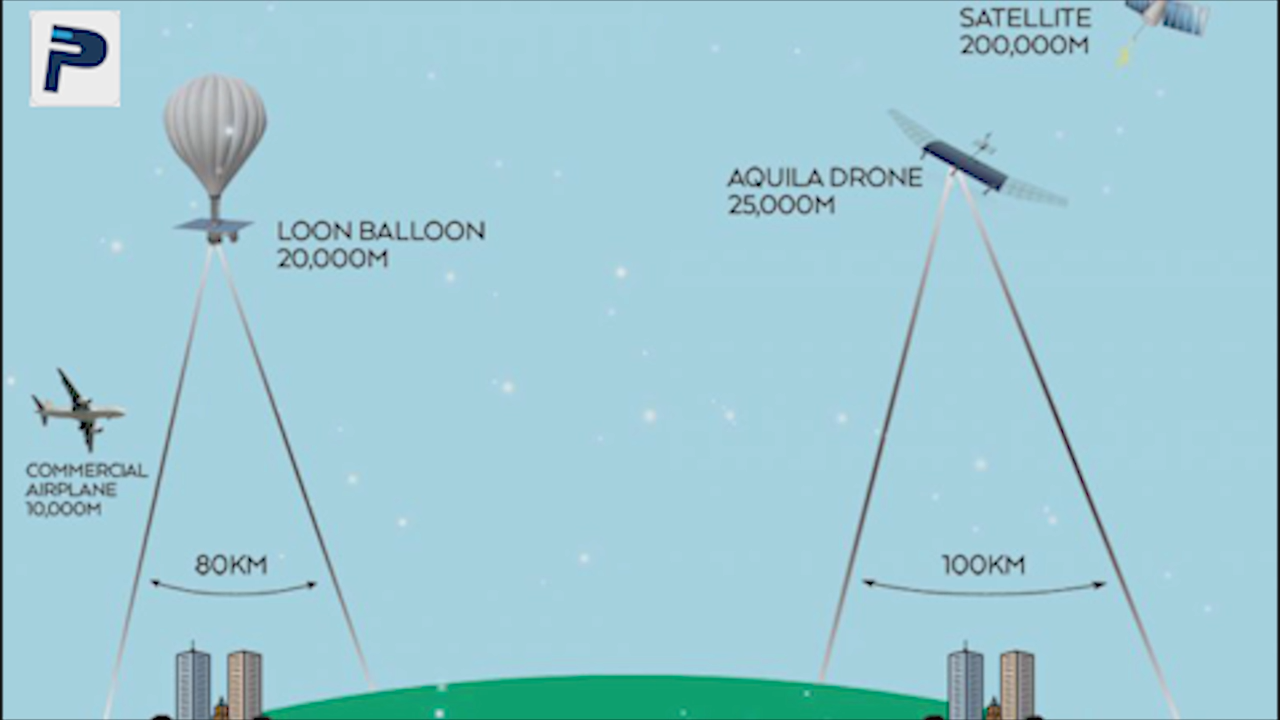 P
SATELLITE
200,000M
AQUILA DRONE
25,000M
LOON BALLOON
20,000M
COMMERCIAL
AIRPLANE
10,000M
80KM
100KM